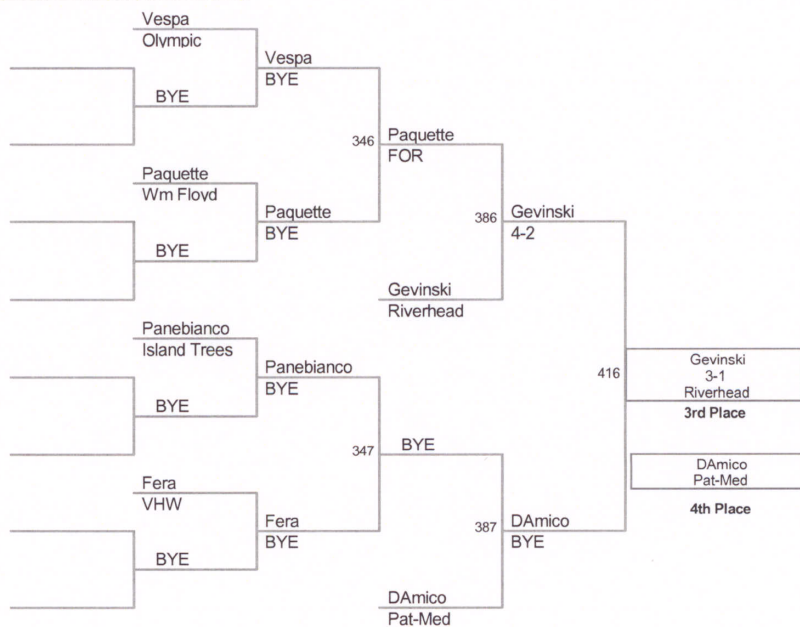 Vespa
Olympic
BYE
Vespa
BYE
Paquette
Wm Floyd
BYE
Paquette
BYE
346
Paquette
FOR
Gevinski
Riverhead
386
Gevinski
4-2
Panebianco
Island Trees
BYE
Panebianco
BYE
Fera
VHW
BYE
Fera
BYE
347
BYE
DAmico
Pat-Med
387
DAmico
BYE
416
Gevinski
3-1
Riverhead
3rd Place
DAmico
Pat-Med
4th Place